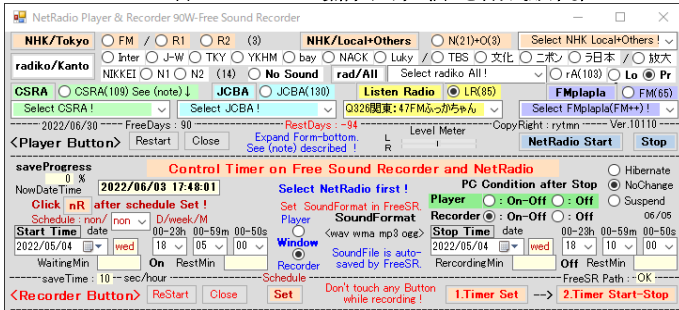 NetRadio Player & Recorder 90W-Free Sound Recorder
NHK/Tokyo FM / R1 R2 (3) NHK/Local+Others N(21)+O(3) Select NHK Local+Others !
radiko/Kanto Inter J-W TKY YKHM bay NACK Luky / TBS 文化 ニポン ラ日本 / 放大
NIKKEI N1 N2 (14) No Sound rad/All Select radiko All ! rA(103) Lo Pr
CSRA CSRA(109) See (note)↓ JCBA JCBA(130) Listen Radio LR(85) FMplapla FM(65)
Select CSRA ! Select JCBA ! Q326関東:47FMふっかちゃん Select FMplapla(FM++) !
2022/06/30 FreeDays : 90 RestDays : -94 CopyRight : rytmn Ver.10110
<Player Button> Restart Close Expand Form-bottom. See (note) described ! L R Level Meter NetRadio Start Stop
saveProgress Control Timer on Free Sound Recorder and NetRadio Hibernate
0 %
NowDateTime 2022/06/03 17:48:01 Select NetRadio first ! PC Condition after Stop NoChange
Click nR after schedule Set ! Set SoundFormat in FreeSR. Player : On-Off : Off Suspend
Schedule : non/ non D/week/M Player SoundFormat Recorder : On-Off : Off 06/05
Start Time date 00-23h 00-59m 00-50s <wav wma mp3 ogg> Stop Time date 00-23h 00-59m 00-50s
2022/05/04 wed 18 05 00 Window SoundFile is auto- saved by FreeSR. 2022/05/04 wed 18 10 00
WaitingMin On RestMin Recorder RercordingMin Off RestMin
saveTime : 10 sec/hour Schedule FreeSR Path : OK
<Recorder Button> ReStart Close Set Don't touch any Button while recording ! 1.Timer Set --> 2.Timer Start-Stop